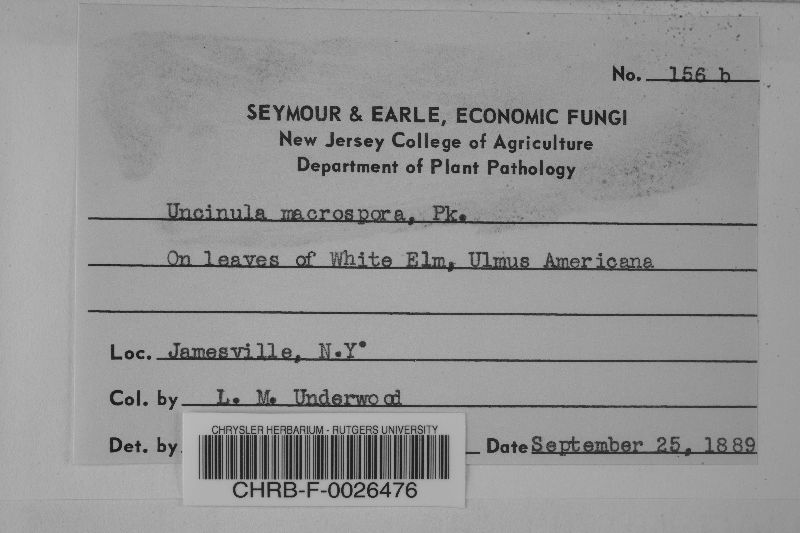 No. 156 b
SEYMOUR & EARLE, ECONOMIC FUNGI
New Jersey College of Agriculture
Department of Plant Pathology
Uncinula macrospora, Pk.
On leaves of White Elm, Ulmus Americana
Loc. Jamesville, N.Y.
Col. by L. M. Underwood
Det. by Date September 25, 1889
CHRYSLER HERBARIUM - RUTGERS UNIVERSITY
CHRB-F-0026476